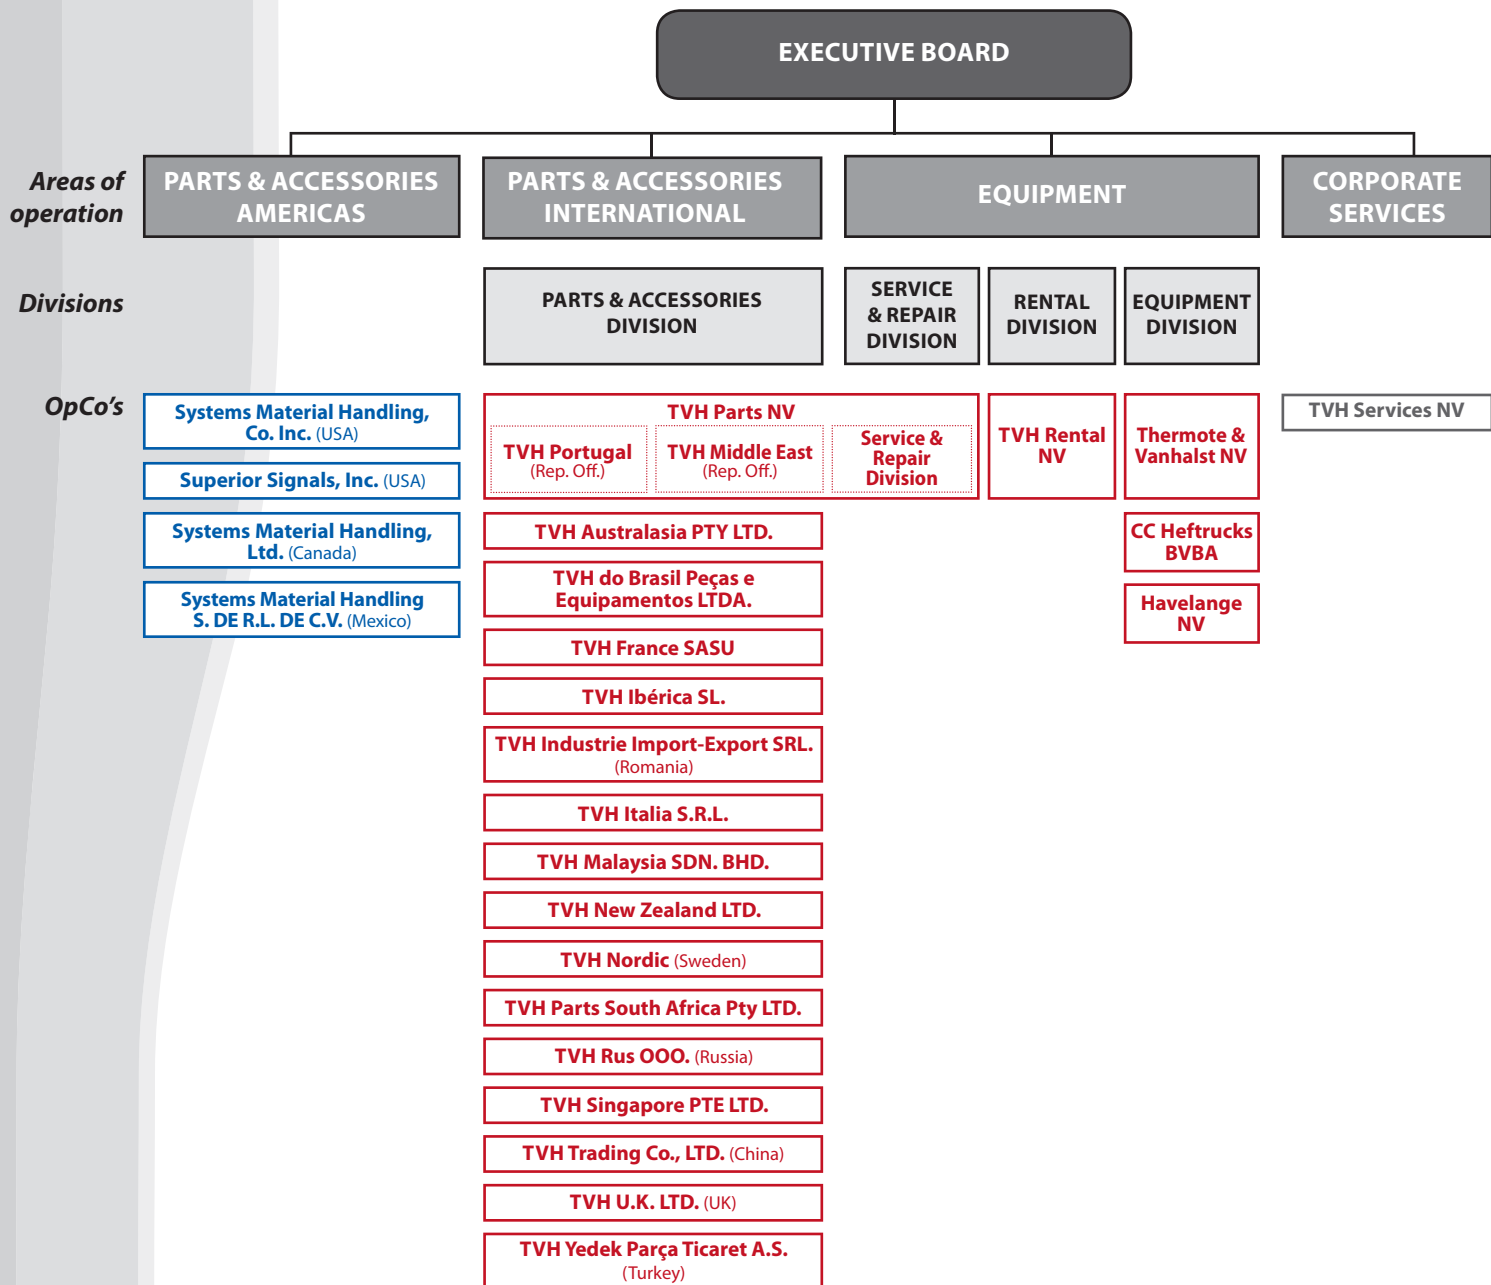 EXECUTIVE BOARD
Areas of
operation
PARTS & ACCESSORIES
AMERICAS
PARTS & ACCESSORIES
INTERNATIONAL
EQUIPMENT
CORPORATE
SERVICES
Divisions
PARTS & ACCESSORIES
DIVISION
SERVICE
& REPAIR
DIVISION
RENTAL
DIVISION
EQUIPMENT
DIVISION
OpCo's
Systems Material Handling,
Co. Inc. (USA)
Superior Signals, Inc. (USA)
Systems Material Handling,
Ltd. (Canada)
Systems Material Handling
S. DE R.L. DE C.V. (Mexico)
TVH Parts NV
TVH Portugal
(Rep. Off.)
TVH Middle East
(Rep. Off.)
Service &
Repair
Division
TVH Australasia PTY LTD.
TVH do Brasil Peças e
Equipamentos LTDA.
TVH France SASU
TVH Ibérica SL.
TVH Industrie Import-Export SRL.
(Romania)
TVH Italia S.R.L.
TVH Malaysia SDN. BHD.
TVH New Zealand LTD.
TVH Nordic (Sweden)
TVH Parts South Africa Pty LTD.
TVH Rus OOO. (Russia)
TVH Singapore PTE LTD.
TVH Trading Co., LTD. (China)
TVH U.K. LTD. (UK)
TVH Yedek Parça Ticaret A.S.
(Turkey)
TVH Rental
NV
Thermote &
Vanhalst NV
CC Heftrucks
BVBA
Havelange
NV
TVH Services NV